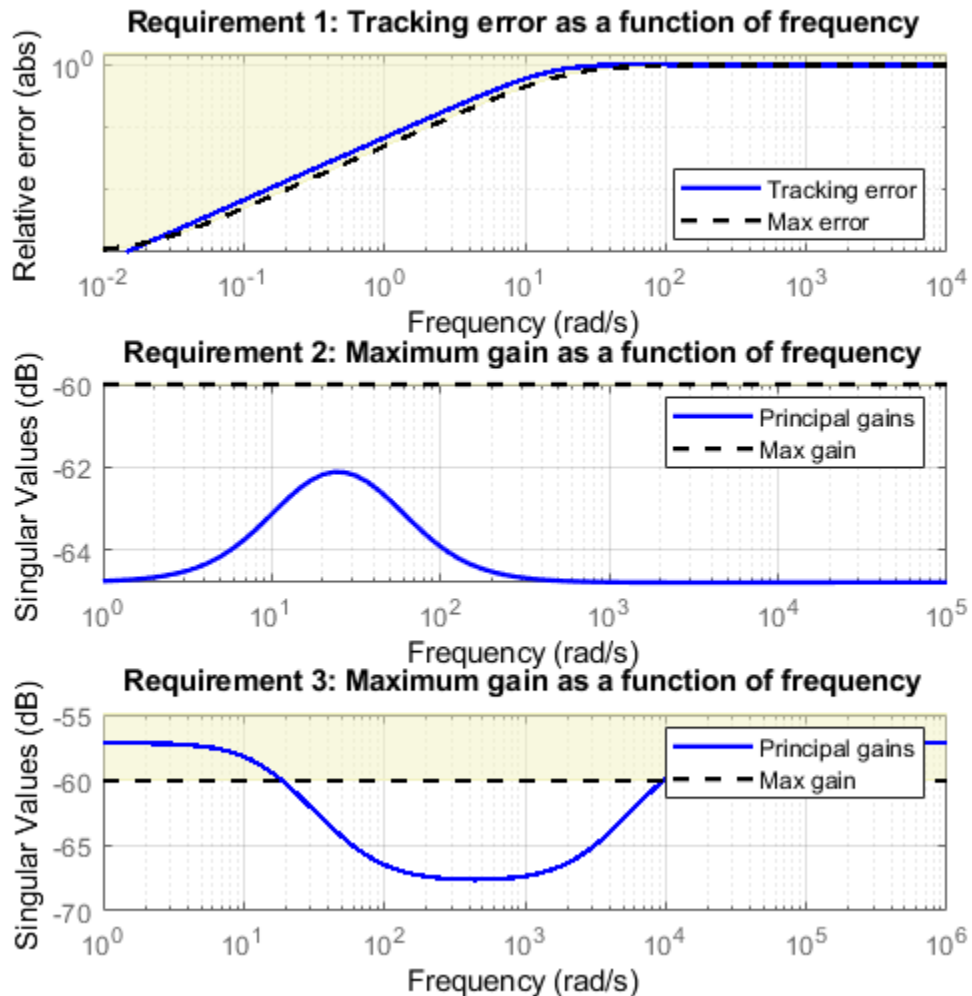 Requirement 1: Tracking error as a function of frequency
Relative error (abs)
10^0
Tracking error
Max error
10^-2 10^-1 10^0 10^1 10^2 10^3 10^4
Frequency (rad/s)
Requirement 2: Maximum gain as a function of frequency
Singular Values (dB)
-60
-62
-64
Principal gains
Max gain
10^0 10^1 10^2 10^3 10^4 10^5
Frequency (rad/s)
Requirement 3: Maximum gain as a function of frequency
Singular Values (dB)
-55
-60
-65
-70
Principal gains
Max gain
10^0 10^1 10^2 10^3 10^4 10^5 10^6
Frequency (rad/s)